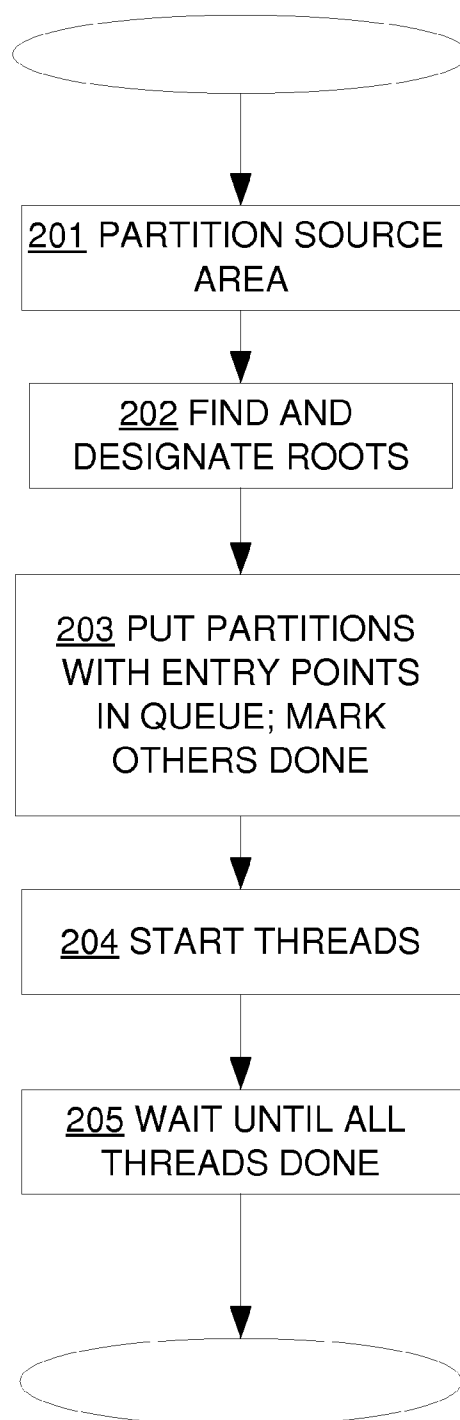 201 PARTITION SOURCE
AREA
202 FIND AND
DESIGNATE ROOTS
203 PUT PARTITIONS
WITH ENTRY POINTS
IN QUEUE; MARK
OTHERS DONE
204 START THREADS
205 WAIT UNTIL ALL
THREADS DONE